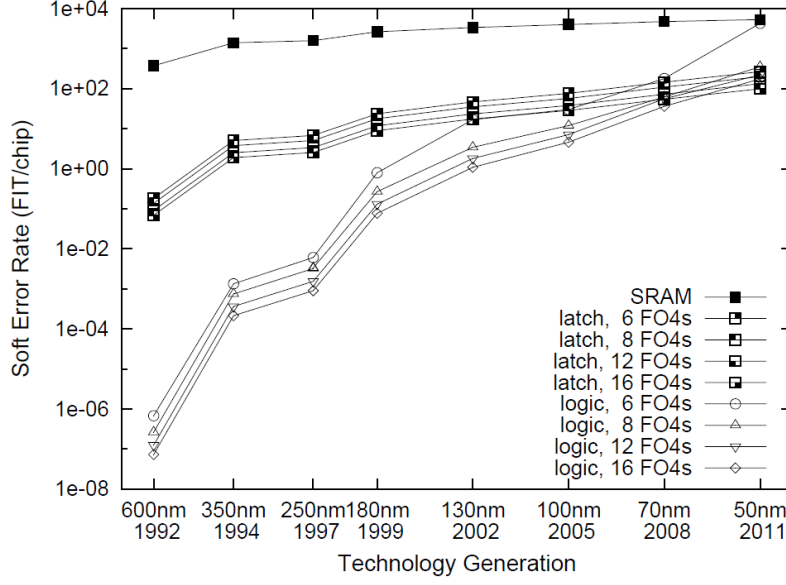 Soft Error Rate (FIT/chip)
1e+04
1e+02
1e+00
1e-02
1e-04
1e-06
1e-08
SRAM
latch, 6 FO4s
latch, 8 FO4s
latch, 12 FO4s
latch, 16 FO4s
logic, 6 FO4s
logic, 8 FO4s
logic, 12 FO4s
logic, 16 FO4s
600nm 350nm 250nm 180nm 130nm 100nm 70nm 50nm
1992 1994 1997 1999 2002 2005 2008 2011
Technology Generation